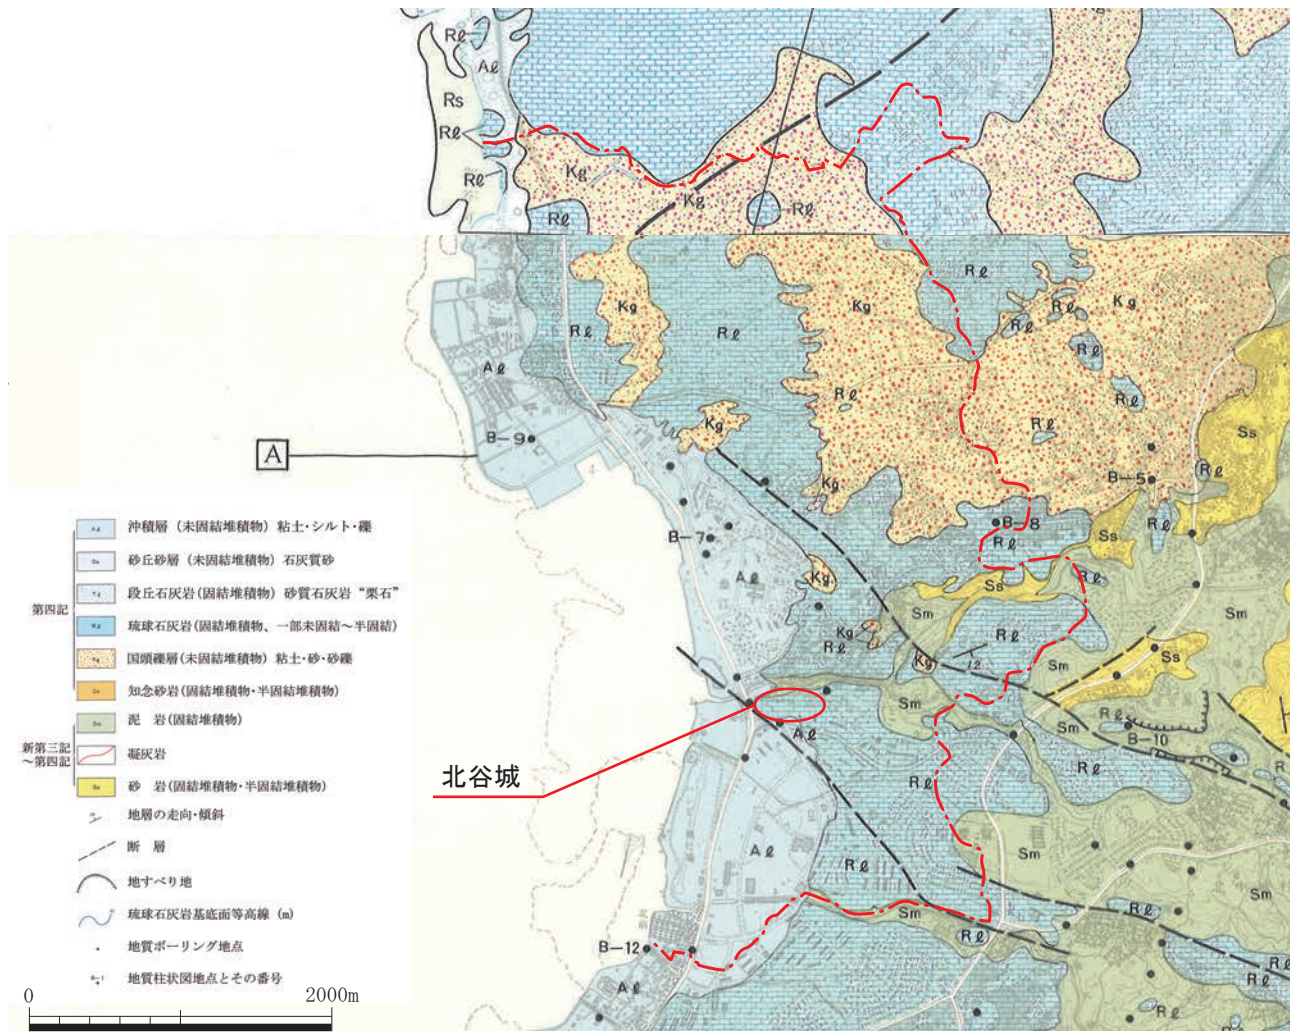 Rℓ
Kg
Aℓ
Rs
Rℓ
Rℓ
Kg
Kg
Rℓ
Rℓ
Rℓ
Kg
Kg
Kg
Rℓ
Rℓ
Rℓ
Rℓ
Rℓ
Aℓ
Rℓ
Rℓ
Rℓ
Kg
Rℓ
Ss
B-9
A
Kg
B-5
Rℓ
B-8
Rℓ
B-7
Rℓ
Ss
Aℓ
Kg
Ss
Rℓ
Sm
Sm
Kg
Rℓ
Rℓ
Kg
12
Sm
Ss
Sm
Rℓ
B-10
Aℓ
北谷城
Rℓ
Rℓ
R
Aℓ
Rℓ
Sm
Sm
Sm
Rℓ
Rℓ
B-12
Rℓ
Rℓ
Aℓ
Rℓ
第四記
沖積層 (未固結堆積物) 粘土・シルト・礫
砂丘砂層 (未固結堆積物) 石灰質砂
段丘石灰岩(固結堆積物) 砂質石灰岩 “栗石”
琉球石灰岩(固結堆積物、一部未固結~半固結)
国頭礫層(未固結堆積物) 粘土・砂・砂礫
知念砂岩(固結堆積物・半固結堆積物)
新第三記
~第四記
泥 岩(固結堆積物)
凝灰岩
砂 岩(固結堆積物・半固結堆積物)
地層の走向・傾斜
断 層
地すべり地
琉球石灰岩基底面等高線 (m)
地質ボーリング地点
地質柱状図地点とその番号
0
2000m